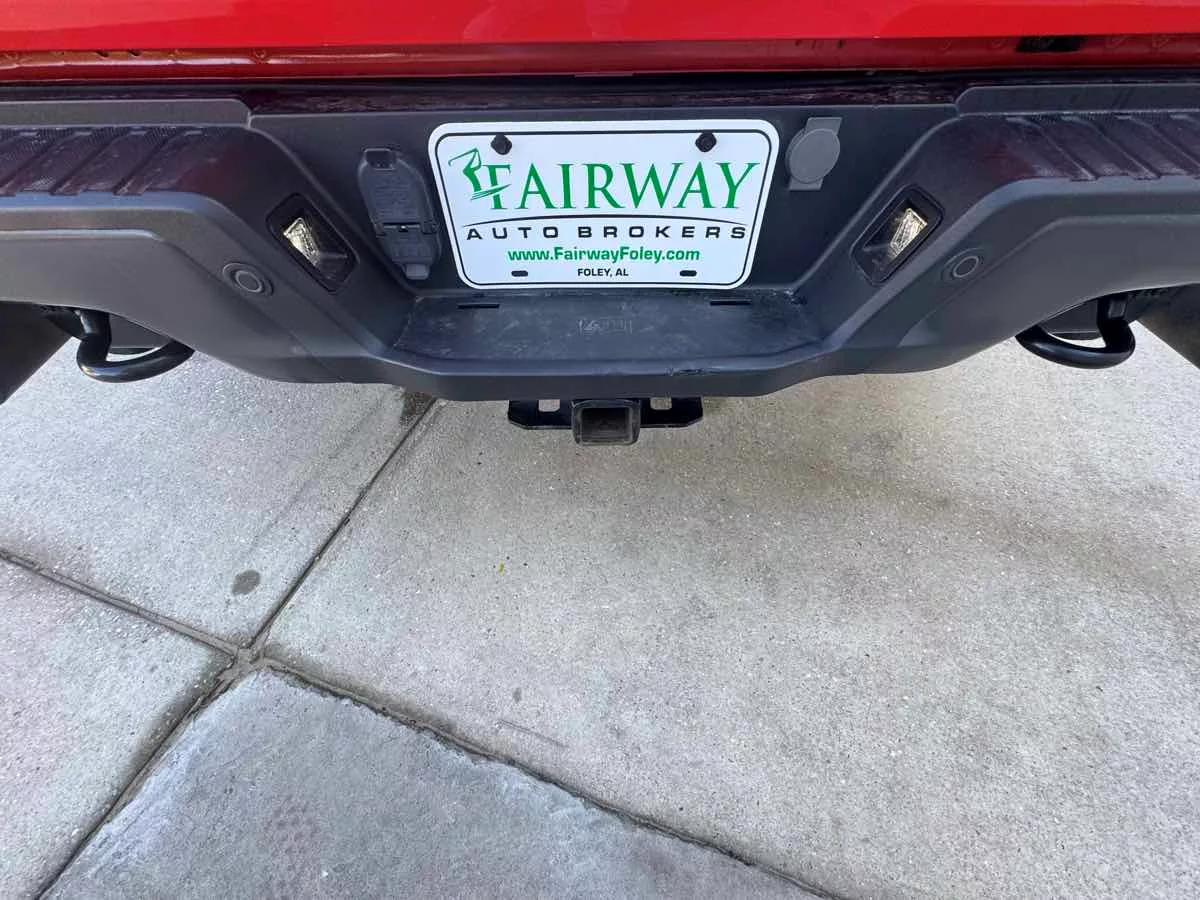 FAIRWAY
AUTO BROKERS
www.FairwayFoley.com
FOLEY, AL